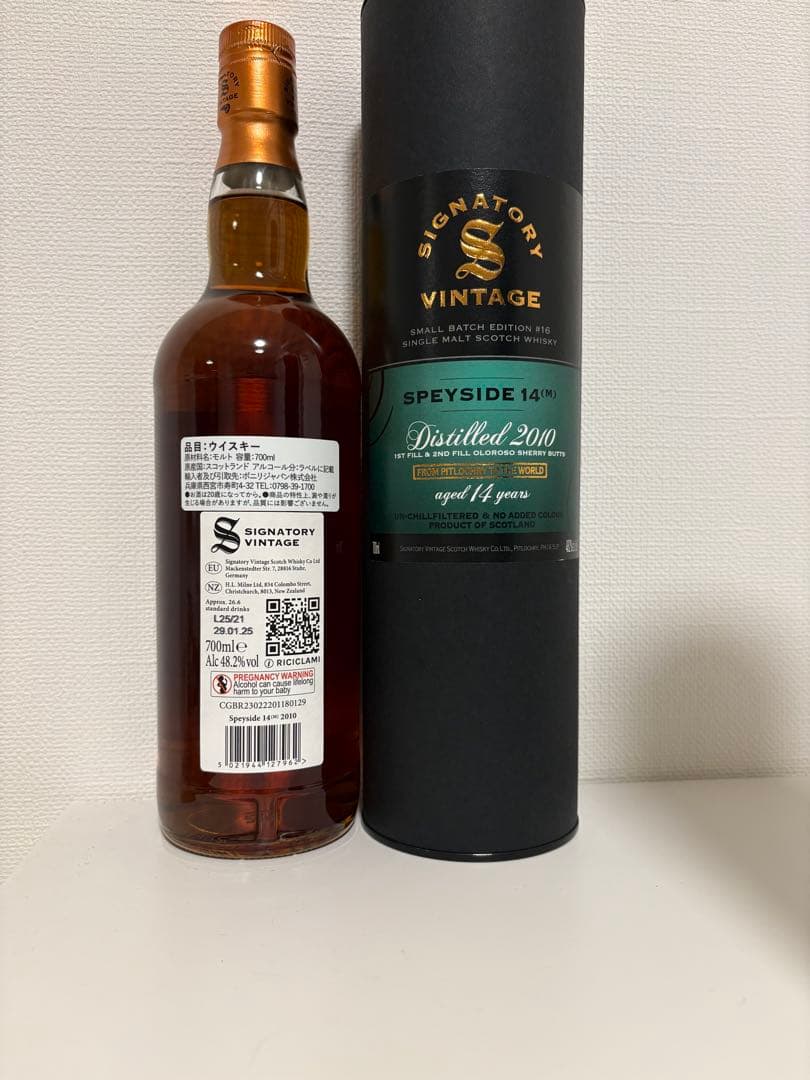 品目:ウイスキー
原材料名:モルト 容量:700ml
原産国:スコットランド アルコール分:ラベルに記載
輸入者及び引取先:ボニリジャパン株式会社
兵庫県西宮市寿町4-32 TEL:0798-39-1700
●お酒は20歳になってから。●商品の特性上、澱や濁りが
生じる場合がありますが、品質には影響ございません。
S SIGNATORY
VINTAGE
EU Signatory Vintage Scotch Whisky Co Ltd
Mackenstedter Str. 7, 28816 Stuhr,
Germany
NZ H.L. Milne Ltd, 834 Colombo Street,
Christchurch, 8013, New Zealand
Approx. 26.6
standard drinks
L25/21
29.01.25
700ml e
Alc 48.2% vol
RICICLAMI
PREGNANCY WARNING
Alcohol can cause lifelong
harm to your baby
CGBR23022201180129
Speyside 14(M) 2010
5 021944 127962 >
SIGNATORY
S
VINTAGE
SMALL BATCH EDITION #16
SINGLE MALT SCOTCH WHISKY
SPEYSIDE 14(M)
Distilled 2010
1ST FILL & 2ND FILL OLOROSO SHERRY BUTTS
FROM PITLOCHRY TO THE WORLD
aged 14 years
UN-CHILLFILTERED & NO ADDED COLOUR
PRODUCT OF SCOTLAND
SIGNATORY VINTAGE SCOTCH WHISKY CO. LTD., PITLOCHRY,